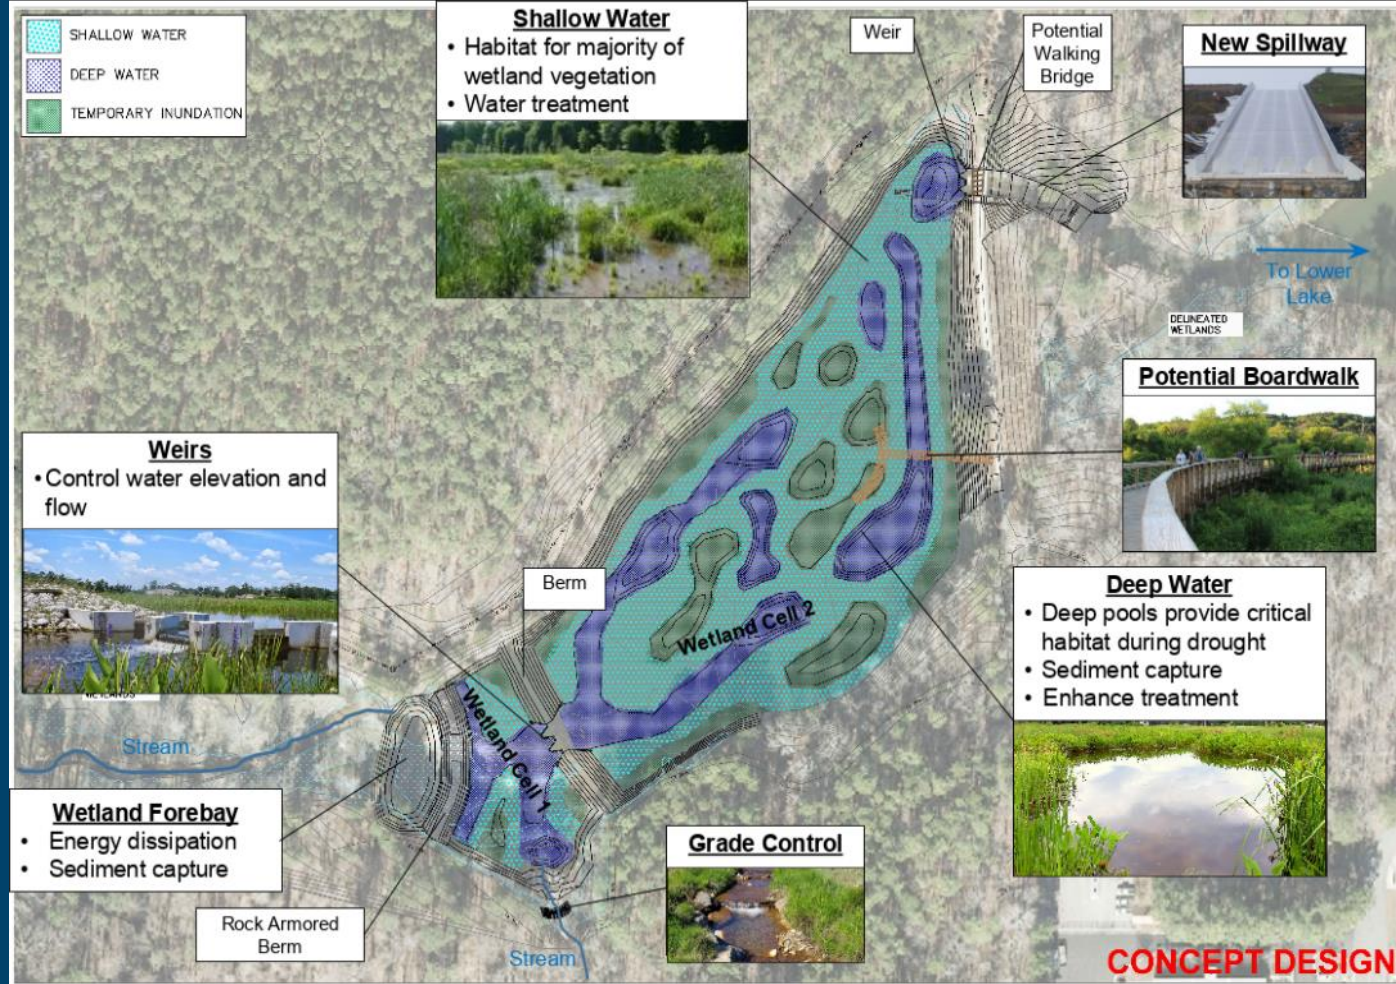 SHALLOW WATER
DEEP WATER
TEMPORARY INUNDATION
Shallow Water
• Habitat for majority of
wetland vegetation
• Water treatment
Weir
Potential
Walking
Bridge
New Spillway
To Lower
Lake
DELINEATED
WETLANDS
Potential Boardwalk
Weirs
• Control water elevation and
flow
WETLANDS
Berm
Wetland Cell 2
Wetland Cell 1
Deep Water
• Deep pools provide critical
habitat during drought
• Sediment capture
• Enhance treatment
Stream
Wetland Forebay
• Energy dissipation
• Sediment capture
Grade Control
Rock Armored
Berm
Stream
CONCEPT DESIGN